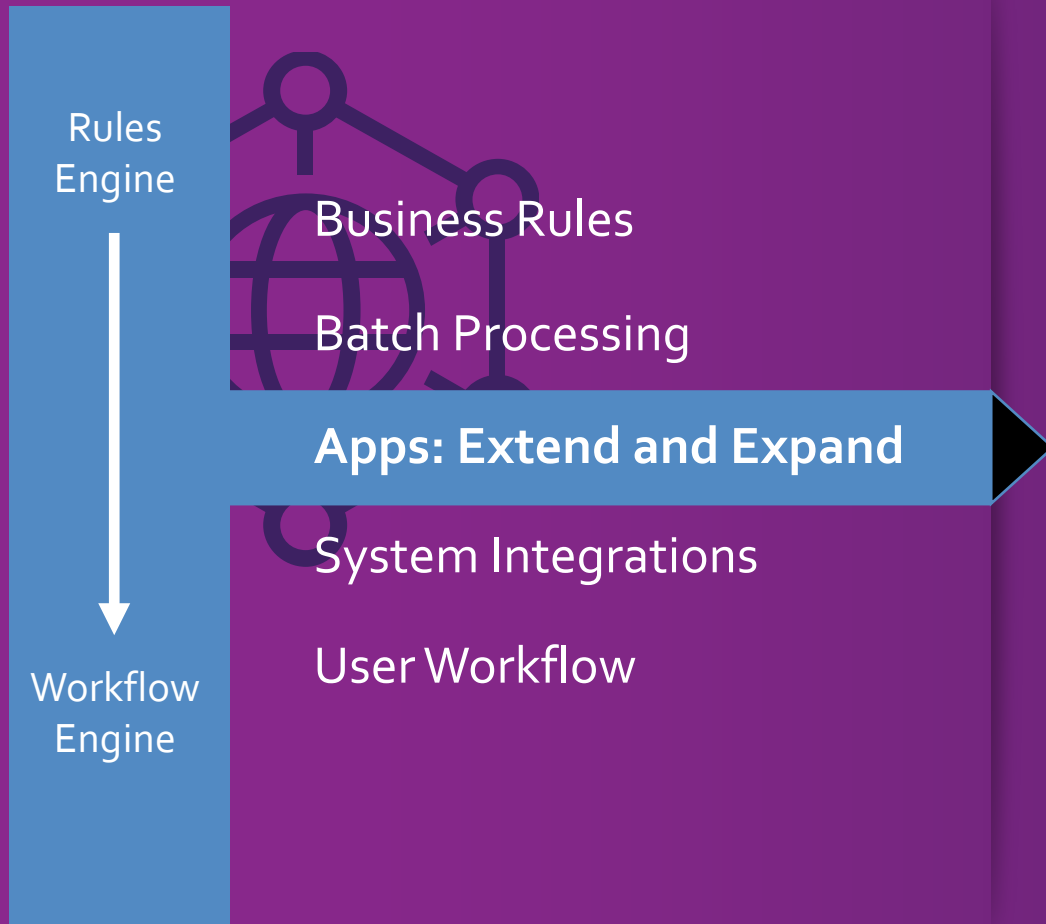 Rules
Engine
Workflow
Engine
Business Rules
Batch Processing
Apps: Extend and Expand
System Integrations
User Workflow